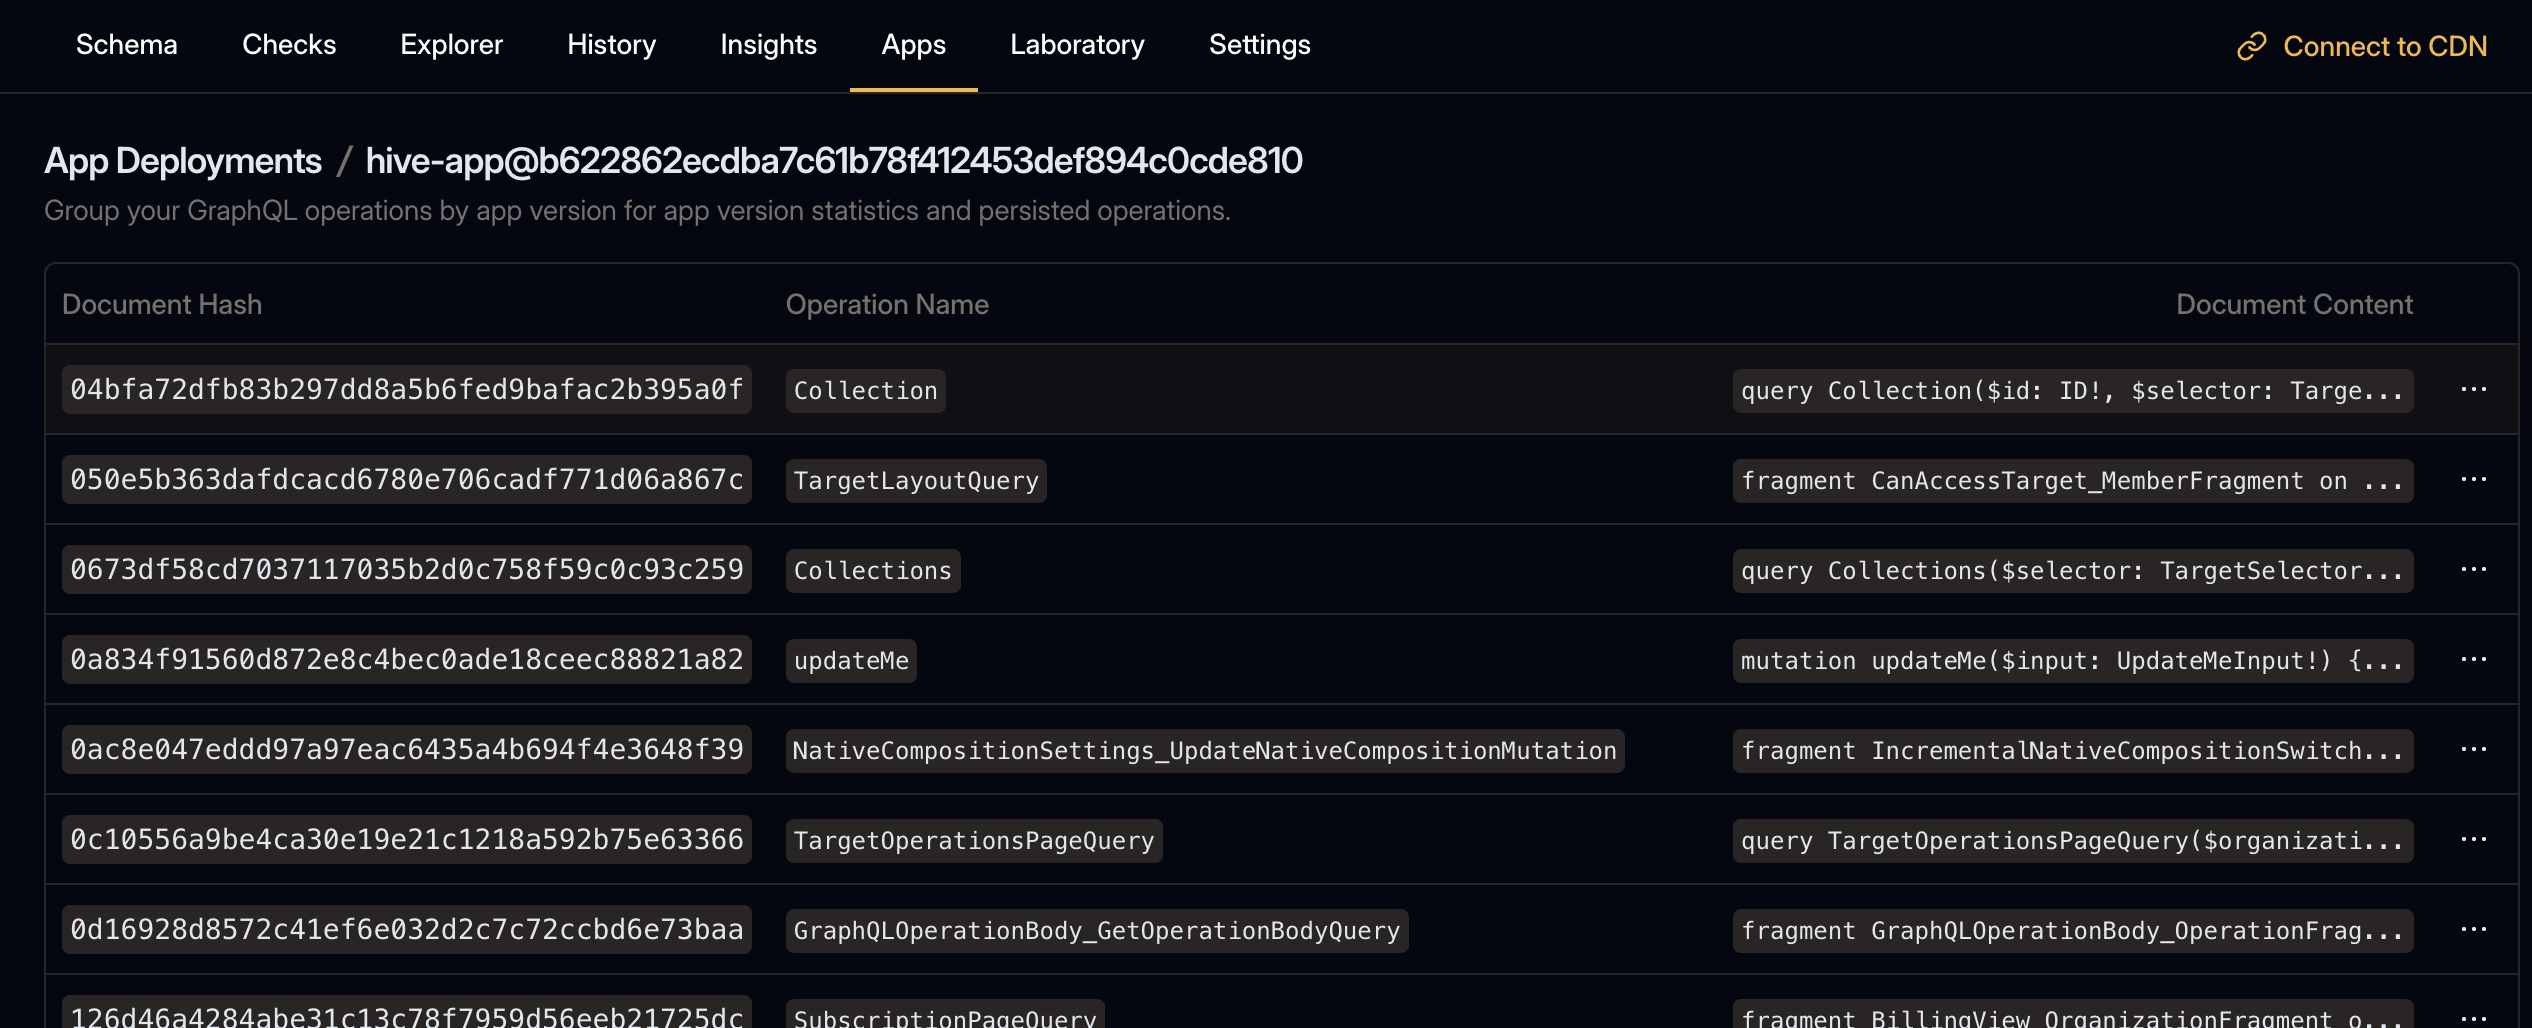 Schema Checks Explorer History Insights Apps Laboratory Settings Connect to CDN
App Deployments / hive-app@b622862ecdba7c61b78f412453def894c0cde810
Group your GraphQL operations by app version for app version statistics and persisted operations.
Document Hash Operation Name Document Content
04bfa72dfb83b297dd8a5b6fed9bafac2b395a0f Collection query Collection($id: ID!, $selector: Targe... ...
050e5b363dafdcacd6780e706cadf771d06a867c TargetLayoutQuery fragment CanAccessTarget_MemberFragment on ... ...
0673df58cd7037117035b2d0c758f59c0c93c259 Collections query Collections($selector: TargetSelector... ...
0a834f91560d872e8c4bec0ade18ceec88821a82 updateMe mutation updateMe($input: UpdateMeInput!) {... ...
0ac8e047eddd97a97eac6435a4b694f4e3648f39 NativeCompositionSettings_UpdateNativeCompositionMutation fragment IncrementalNativeCompositionSwitch... ...
0c10556a9be4ca30e19e21c1218a592b75e63366 TargetOperationsPageQuery query TargetOperationsPageQuery($organizati... ...
0d16928d8572c41ef6e032d2c7c72ccbd6e73baa GraphQLOperationBody_GetOperationBodyQuery fragment GraphQLOperationBody_OperationFrag... ...
126d46a4284abe31c13c78f7959d56eeb21725dc SubscriptionPageQuery fragment BillingView_OrganizationFragment o... ...